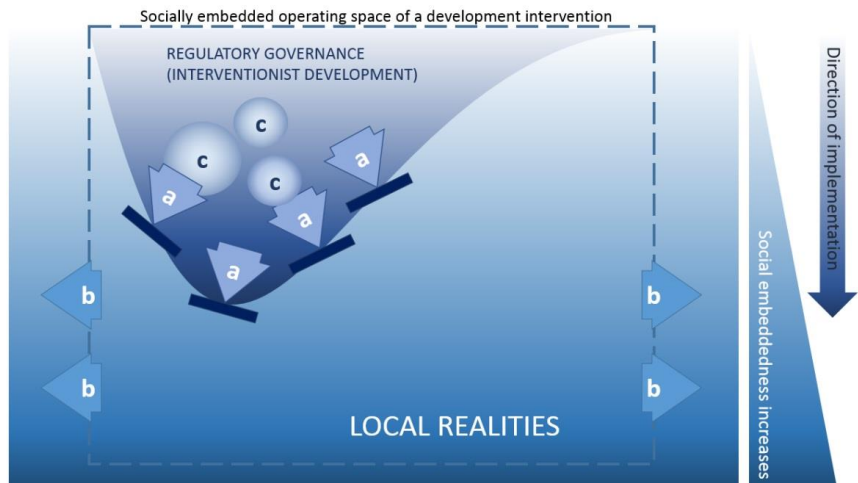 Socially embedded operating space of a development intervention
REGULATORY GOVERNANCE
(INTERVENTIONIST DEVELOPMENT)
c
c
c
a
a
a
a
b
b
b
b
LOCAL REALITIES
Social embeddedness increases
Direction of implementation